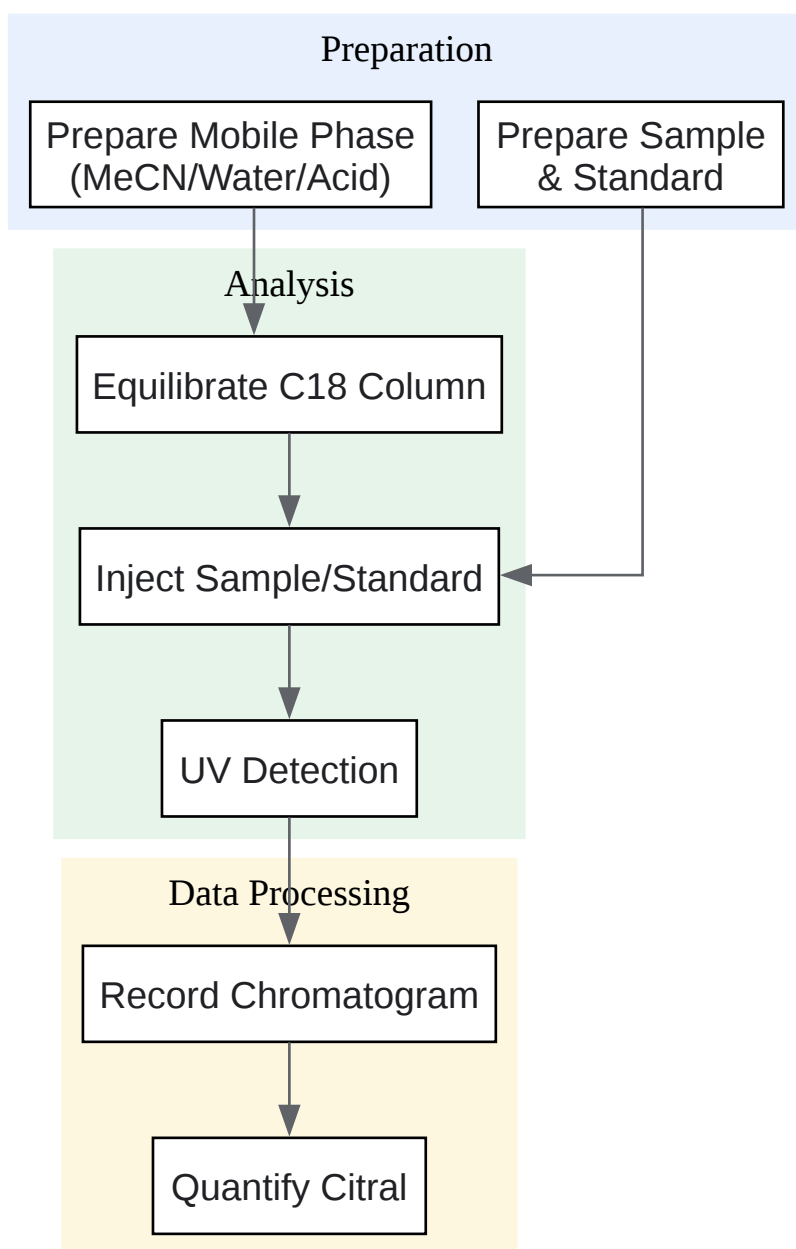 Preparation
Prepare Mobile Phase
(MeCN/Water/Acid)
Prepare Sample
& Standard
Analysis
Equilibrate C18 Column
Inject Sample/Standard
UV Detection
Data Processing
Record Chromatogram
Quantify Citral